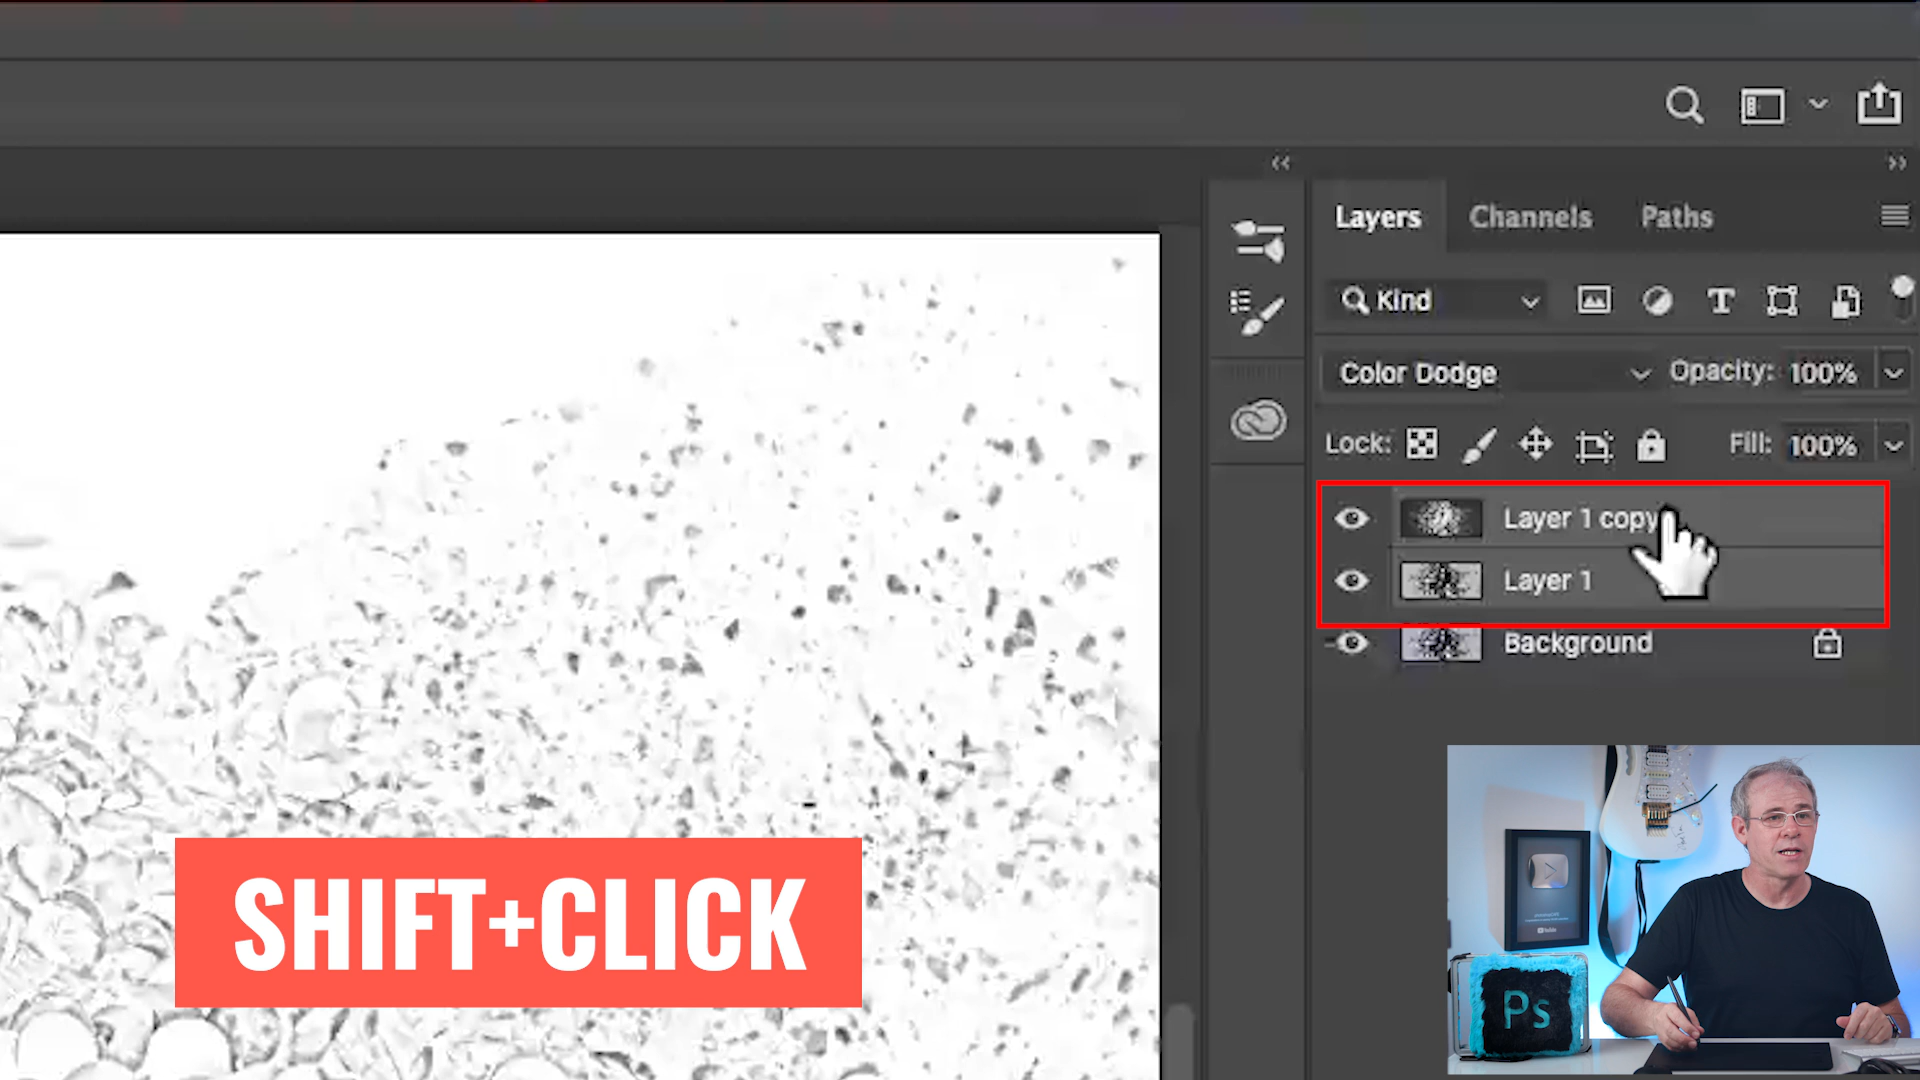 Layers Channels Paths
Kind
Color Dodge Opacity: 100%
Lock: Fill: 100%
Layer 1 copy
Layer 1
Background
SHIFT+CLICK
YouTube
Ps